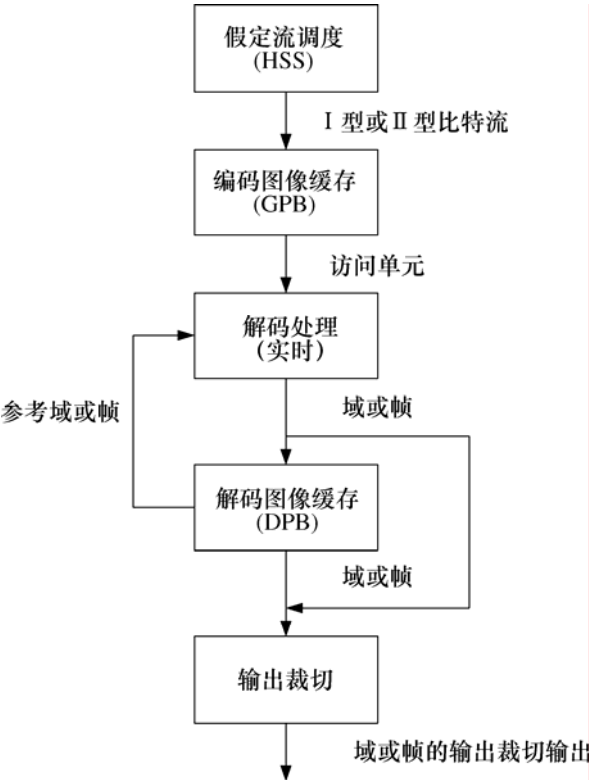 假定流调度
(HSS)
Ⅰ型或Ⅱ型比特流
编码图像缓存
(GPB)
访问单元
解码处理
(实时)
参考域或帧
域或帧
解码图像缓存
(DPB)
域或帧
输出裁切
域或帧的输出裁切输出